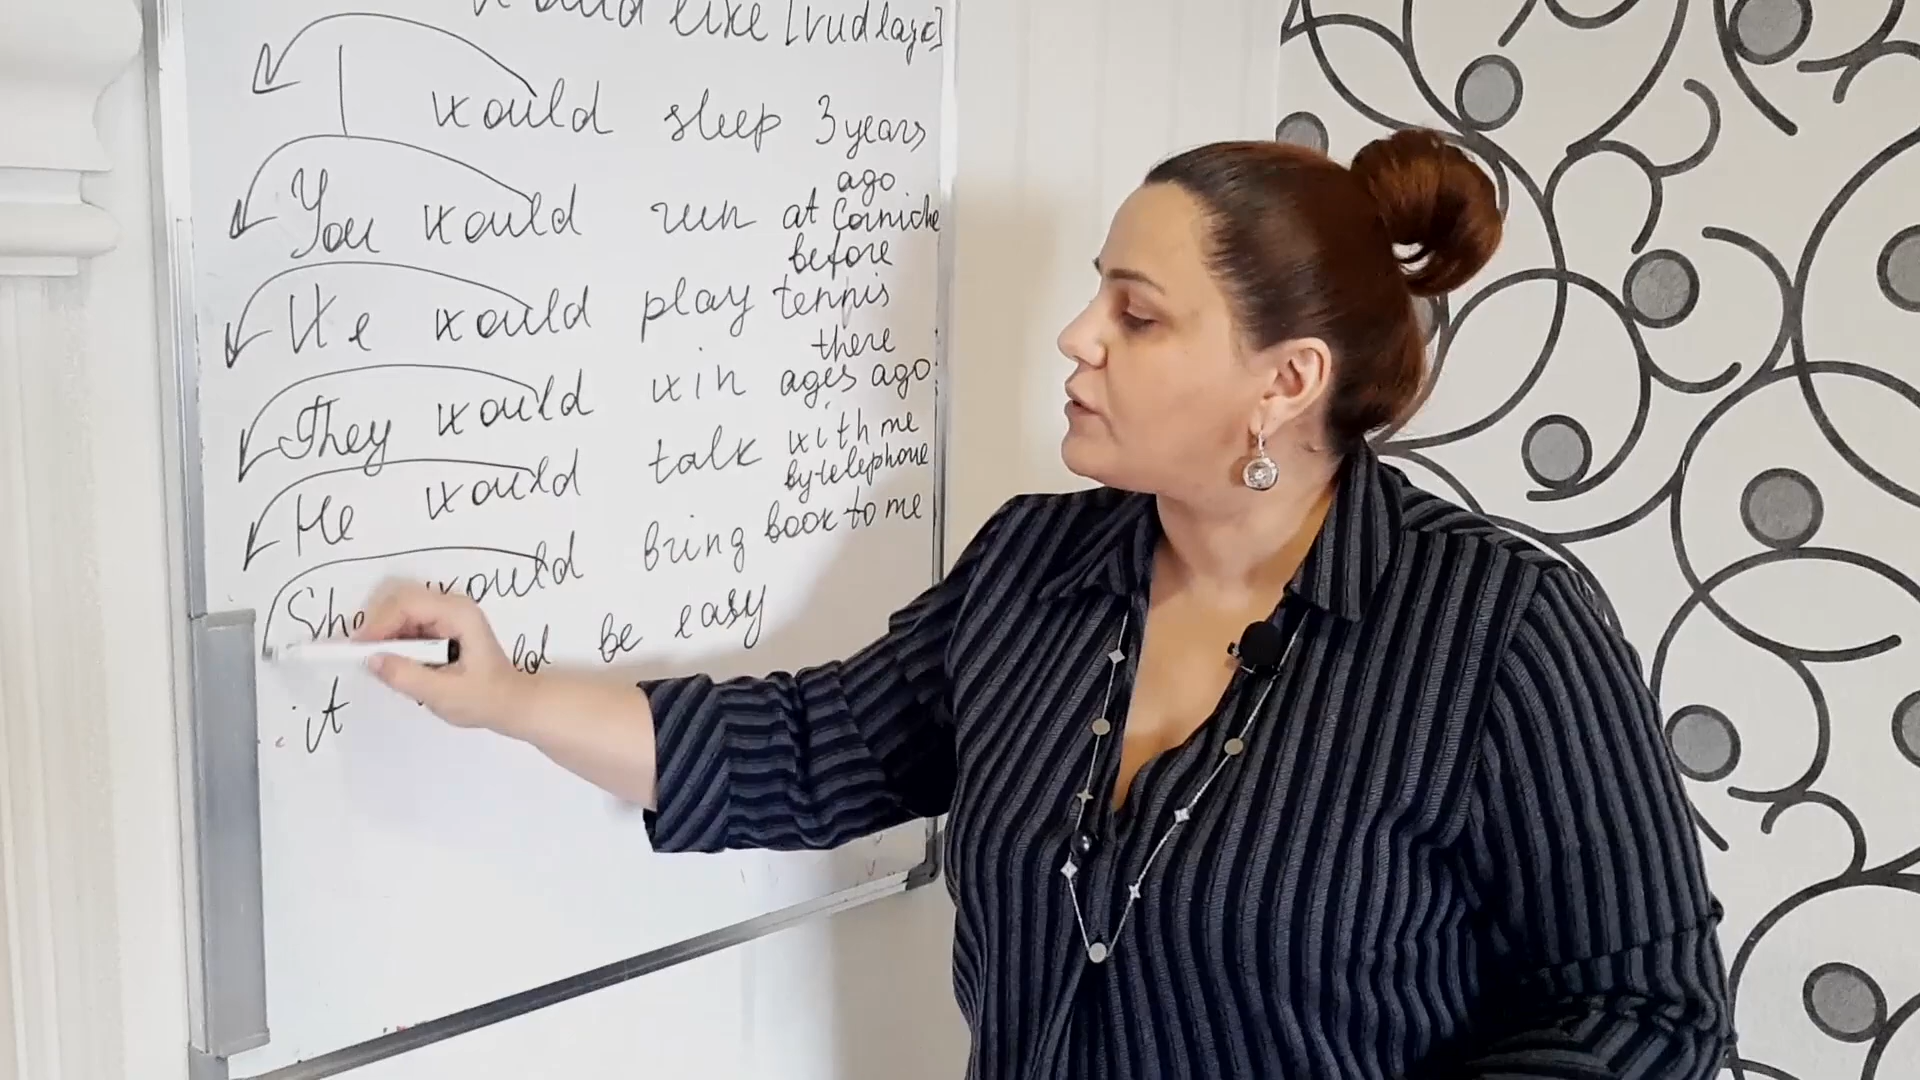 would like [vud lajk]
I would sleep 3 years
ago
You would run at Corniche
before
We would play tennis
there
They would win ages ago
He would talk with me
by telephone
She would bring book to me
it be easy